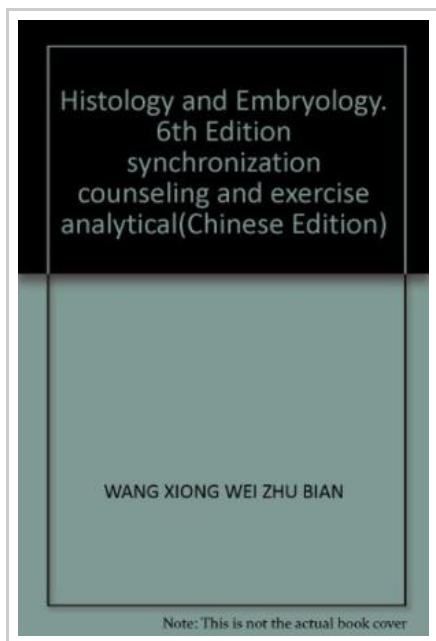 Histology and Embryology.
6th Edition
synchronization
counseling and exercise
analytical(Chinese Edition)
WANG XIONG WEI ZHU BIAN
Note: This is not the actual book cover